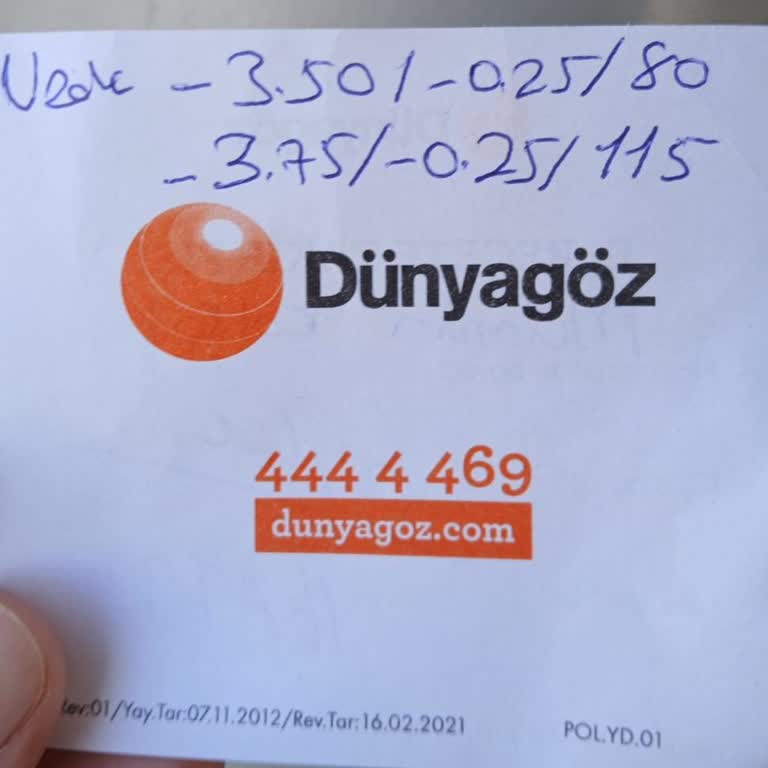 Uzak -3.50/-0.25/80
-3.75/-0.25/115
Dünyagöz
444 4 469
dunyagoz.com
Rev:01/Yay.Tar:07.11.2012/Rev.Tar:16.02.2021
POL.YD.01